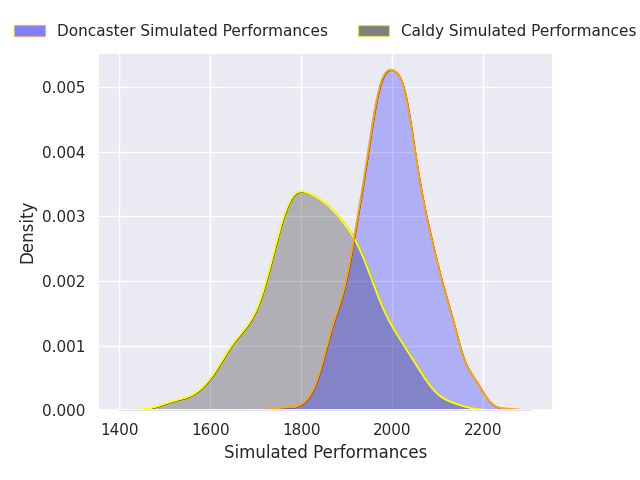 Doncaster Simulated Performances Caldy Simulated Performances
0.005
0.004
0.003
0.002
0.001
0.000
Density
1400 1600 1800 2000 2200
Simulated Performances